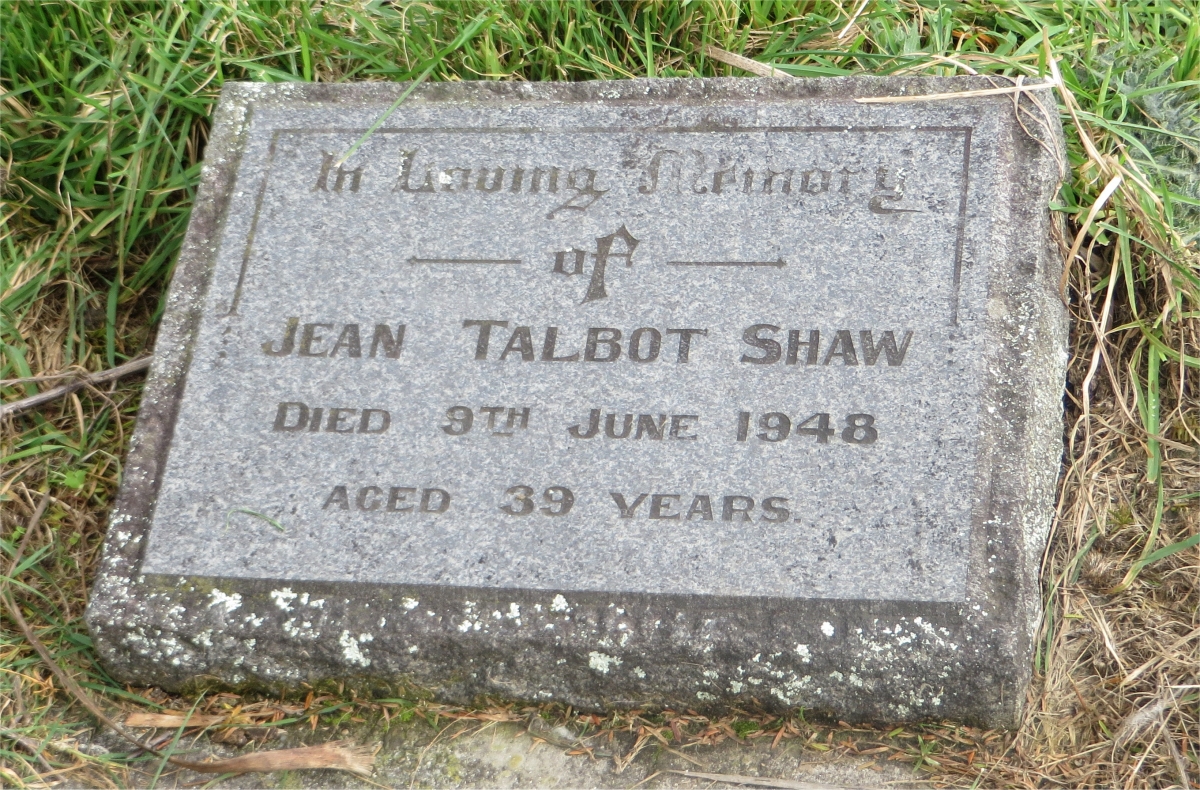 In Loving Memory
of
JEAN TALBOT SHAW
DIED 9TH JUNE 1948
AGED 39 YEARS.